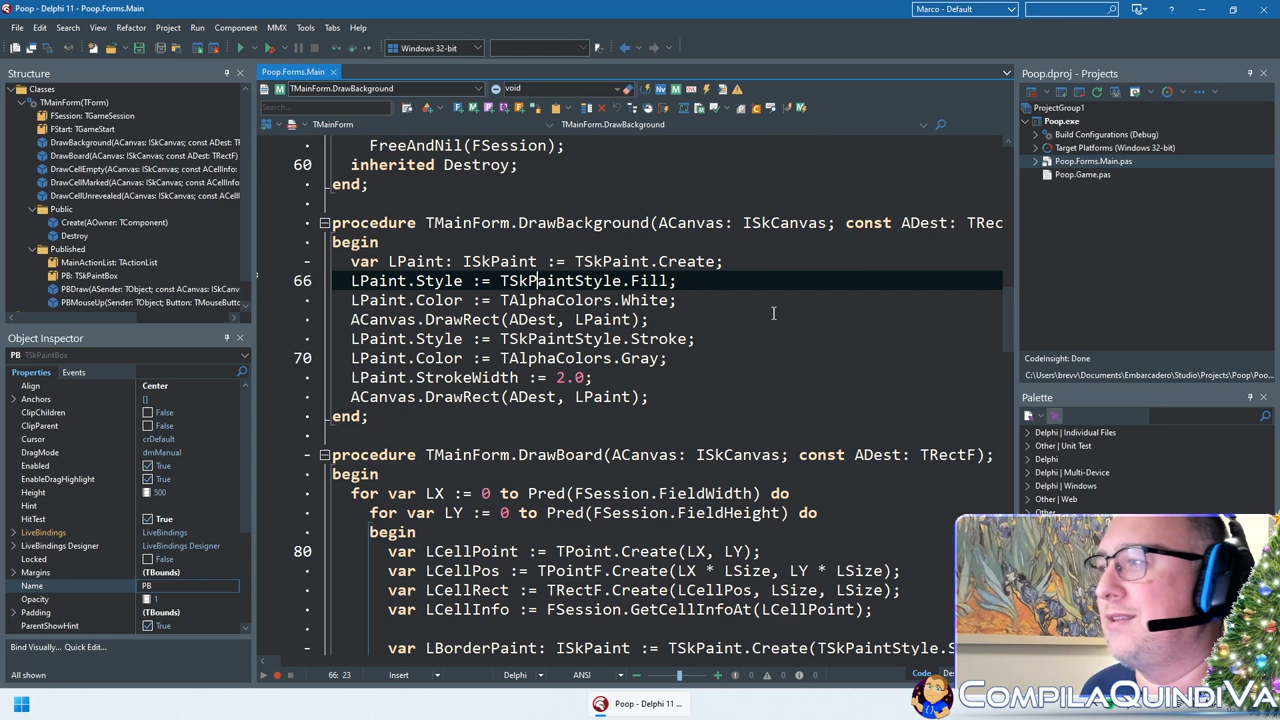 Poop - Delphi 11 - Poop.Forms.Main
Marco - Default
File Edit Search View Refactor Project Run Component MMX Tools Tabs Help
Windows 32-bit
Structure
Classes
TMainForm(TForm)
FSession: TGameSession
FStart: TGameStart
DrawBackground(ACanvas: ISkCanvas; const ADest: T
DrawBoard(ACanvas: ISkCanvas; const ADest: TRectF)
DrawCellEmpty(ACanvas: ISkCanvas; const ACellInfo:
DrawCellMarked(ACanvas: ISkCanvas; const ACellInfo
DrawCellUnrevealed(ACanvas: ISkCanvas; const ACell
Public
Create(AOwner: TComponent)
Destroy
Published
MainActionList: TActionList
PB: TSkPaintBox
PBDraw(ASender: TObject; const ACanvas: ISkCanvas
PBMouseUp(Sender: TObject; Button: TMouseButton
Object Inspector
PB TSkPaintBox
Properties Events
Align Center
Anchors []
ClipChildren False
ClipParent False
Cursor crDefault
DragMode dmManual
Enabled True
EnableDragHighlight True
Height 500
Hint
HitTest True
LiveBindings LiveBindings
LiveBindings Designer LiveBindings Designer
Locked False
Margins (TBounds)
Name PB
Opacity 1
Padding (TBounds)
ParentShowHint True
Bind Visually... Quick Edit...
All shown
Poop.Forms.Main
TMainForm.DrawBackground void
Search...
TMainForm TMainForm.DrawBackground
FreeAndNil(FSession);
60 inherited Destroy;
end;
procedure TMainForm.DrawBackground(ACanvas: ISkCanvas; const ADest: TRec
begin
var LPaint: ISkPaint := TSkPaint.Create;
66 LPaint.Style := TSkPaintStyle.Fill;
LPaint.Color := TAlphaColors.White;
ACanvas.DrawRect(ADest, LPaint);
LPaint.Style := TSkPaintStyle.Stroke;
70 LPaint.Color := TAlphaColors.Gray;
LPaint.StrokeWidth := 2.0;
ACanvas.DrawRect(ADest, LPaint);
end;
procedure TMainForm.DrawBoard(ACanvas: ISkCanvas; const ADest: TRectF);
begin
for var LX := 0 to Pred(FSession.FieldWidth) do
for var LY := 0 to Pred(FSession.FieldHeight) do
begin
80 var LCellPoint := TPoint.Create(LX, LY);
var LCellPos := TPointF.Create(LX * LSize, LY * LSize);
var LCellRect := TRectF.Create(LCellPos, LSize, LSize);
var LCellInfo := FSession.GetCellInfoAt(LCellPoint);
var LBorderPaint: ISkPaint := TSkPaint.Create(TSkPaintStyle.S
66: 23 Insert Delphi ANSI 0 0 0 Code De
Poop.dproj - Projects
ProjectGroup1
Poop.exe
Build Configurations (Debug)
Target Platforms (Windows 32-bit)
Poop.Forms.Main.pas
Poop.Game.pas
CodeInsight: Done
C:\Users\brevv\Documents\Embarcadero\Studio\Projects\Poop\Poo
Palette
Delphi | Individual Files
Other | Unit Test
Delphi
Delphi | Multi-Device
Delphi | Windows
Other | Web
Poop - Delphi 11 ...
CompilaQuindiVa